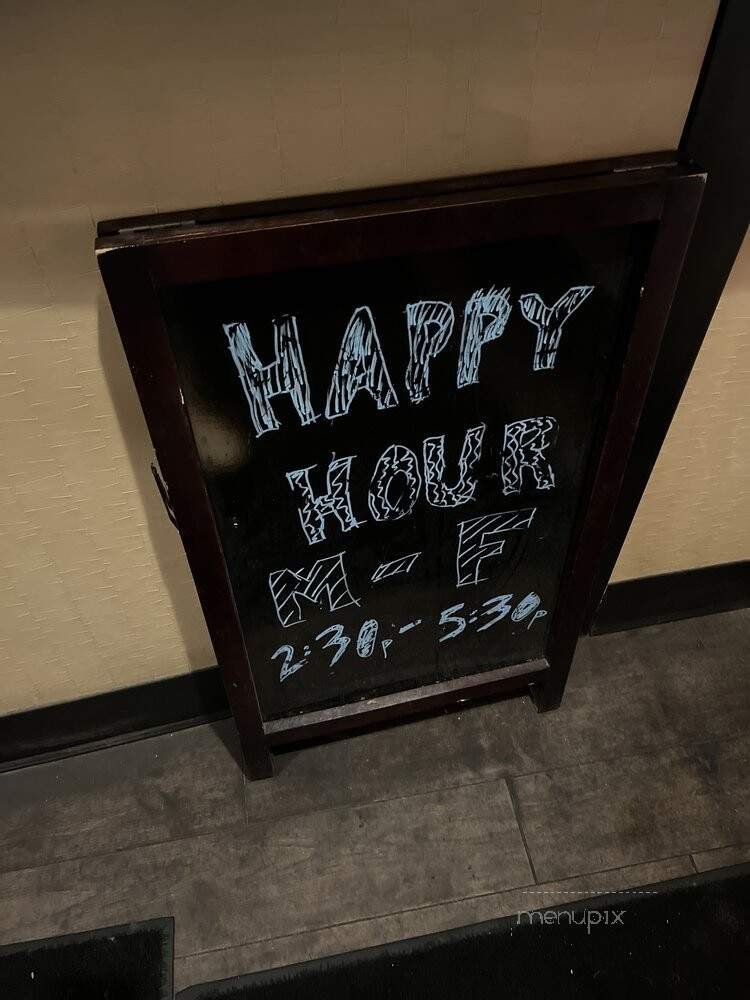 HAPPY
HOUR
M - F
2:30p - 5:30p
menupix